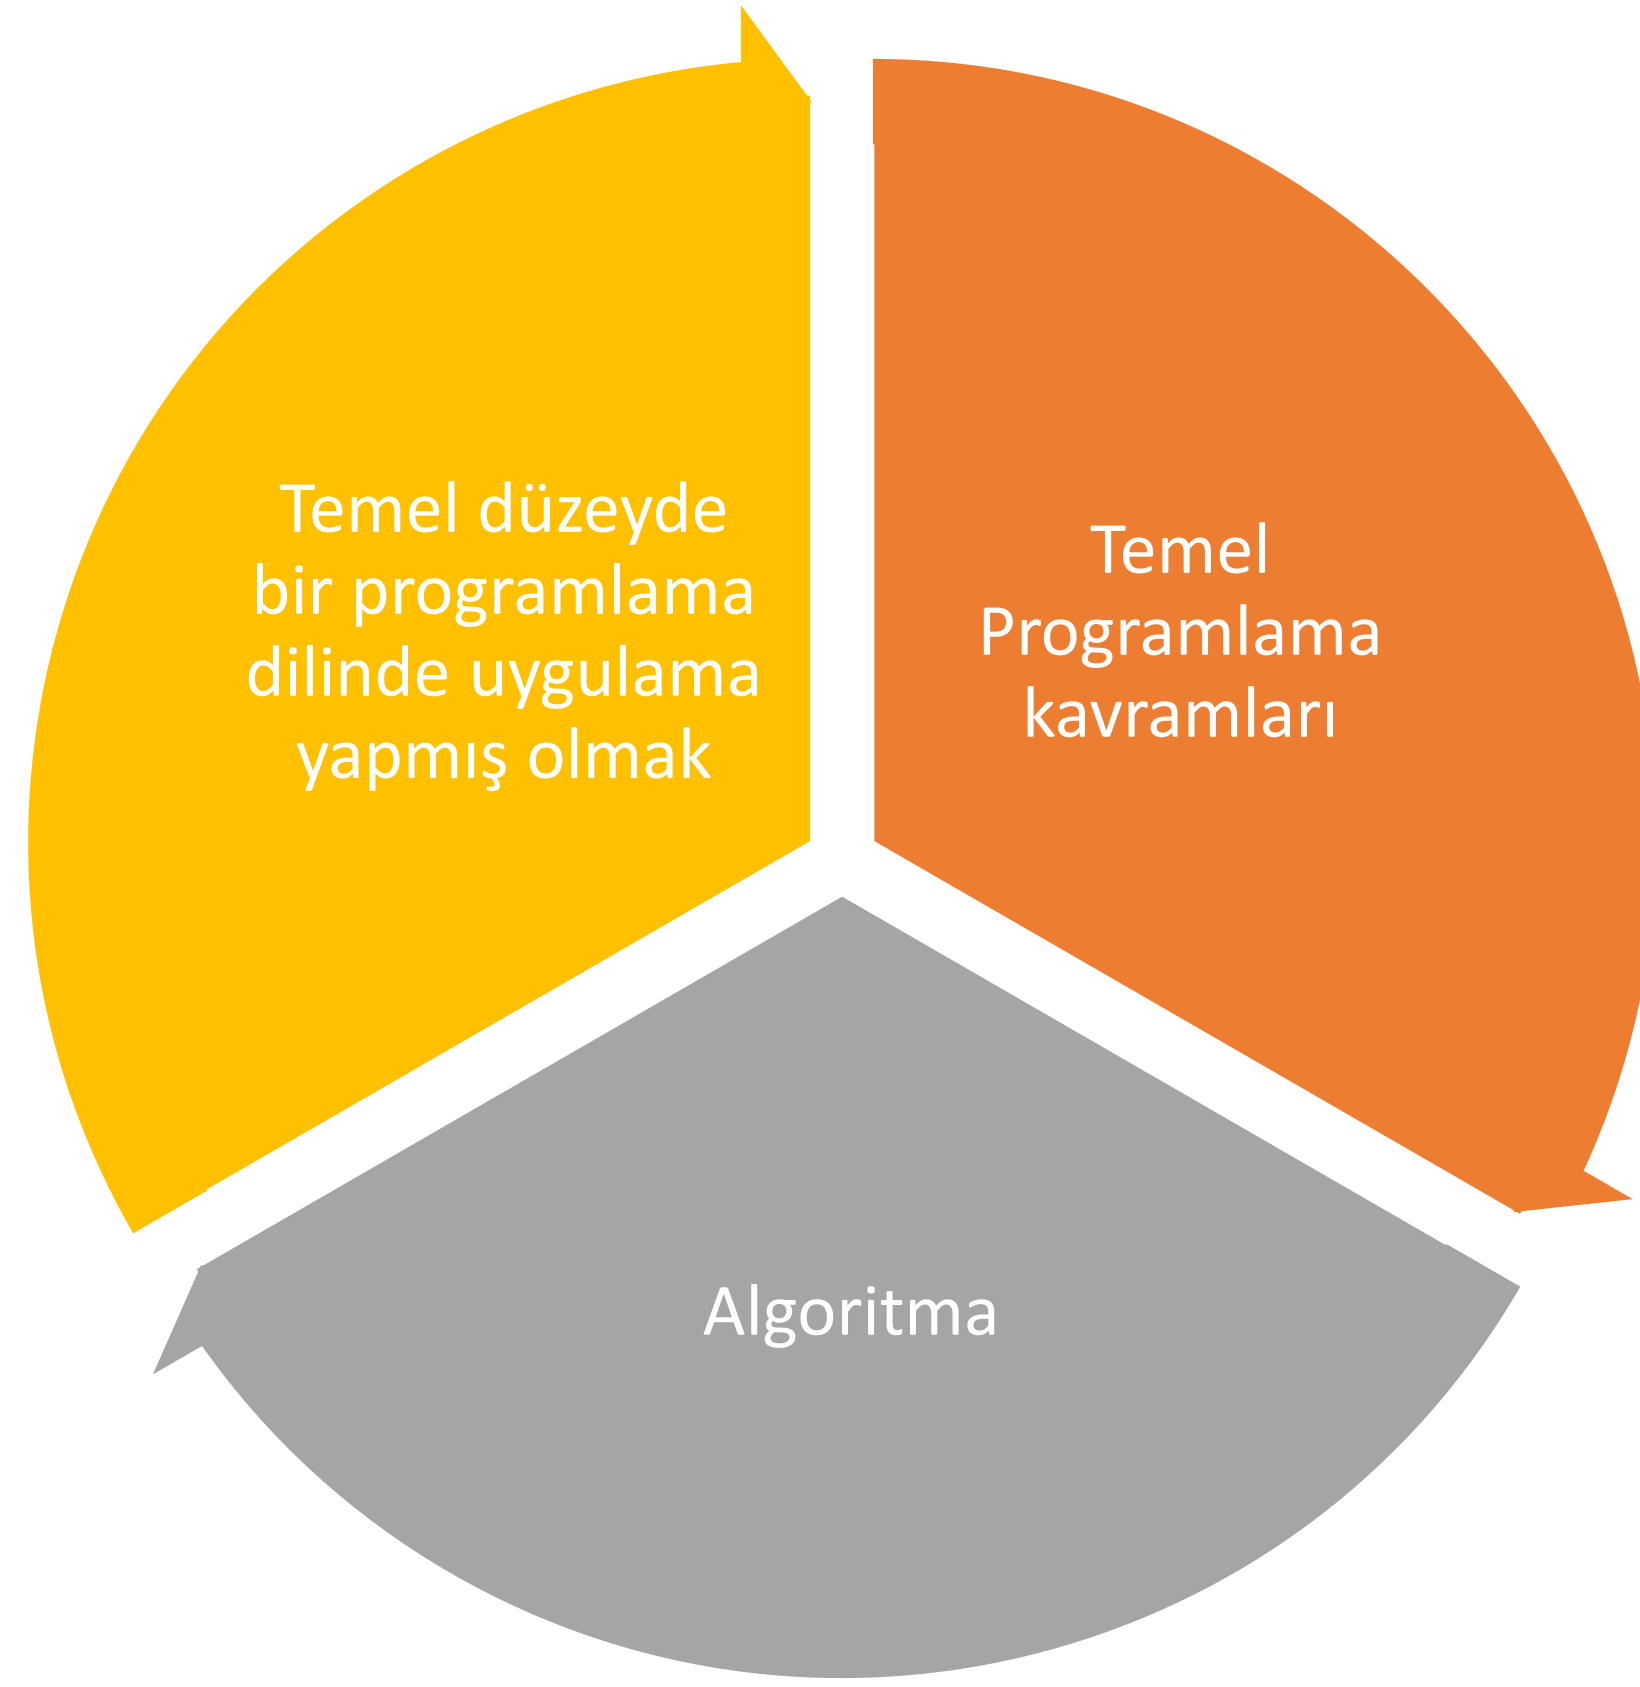 Temel düzeyde
bir programlama
dilinde uygulama
yapmış olmak
Temel
Programlama
kavramları
Algoritma